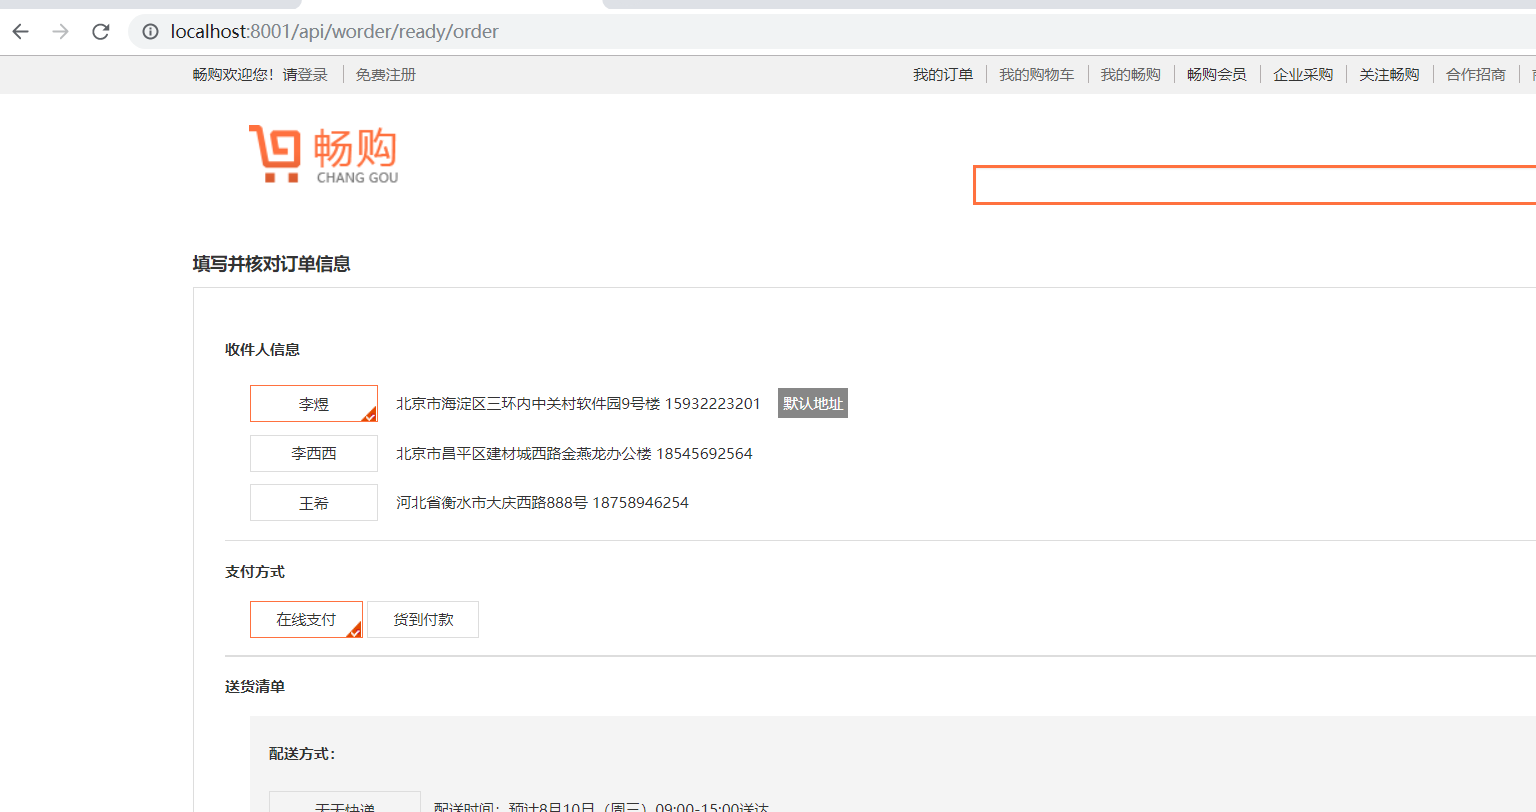 localhost:8001/api/worder/ready/order
畅购欢迎您！请登录 免费注册 我的订单 我的购物车 我的畅购 畅购会员 企业采购 关注畅购 合作招商
畅购
CHANG GOU
填写并核对订单信息
收件人信息
李煜 北京市海淀区三环内中关村软件园9号楼 15932223201 默认地址
李西西 北京市昌平区建材城西路金燕龙办公楼 18545692564
王希 河北省衡水市大庆西路888号 18758946254
支付方式
在线支付 货到付款
送货清单
配送方式：
天天快递 配送时间：预计8月10日（周三）09:00-15:00送达